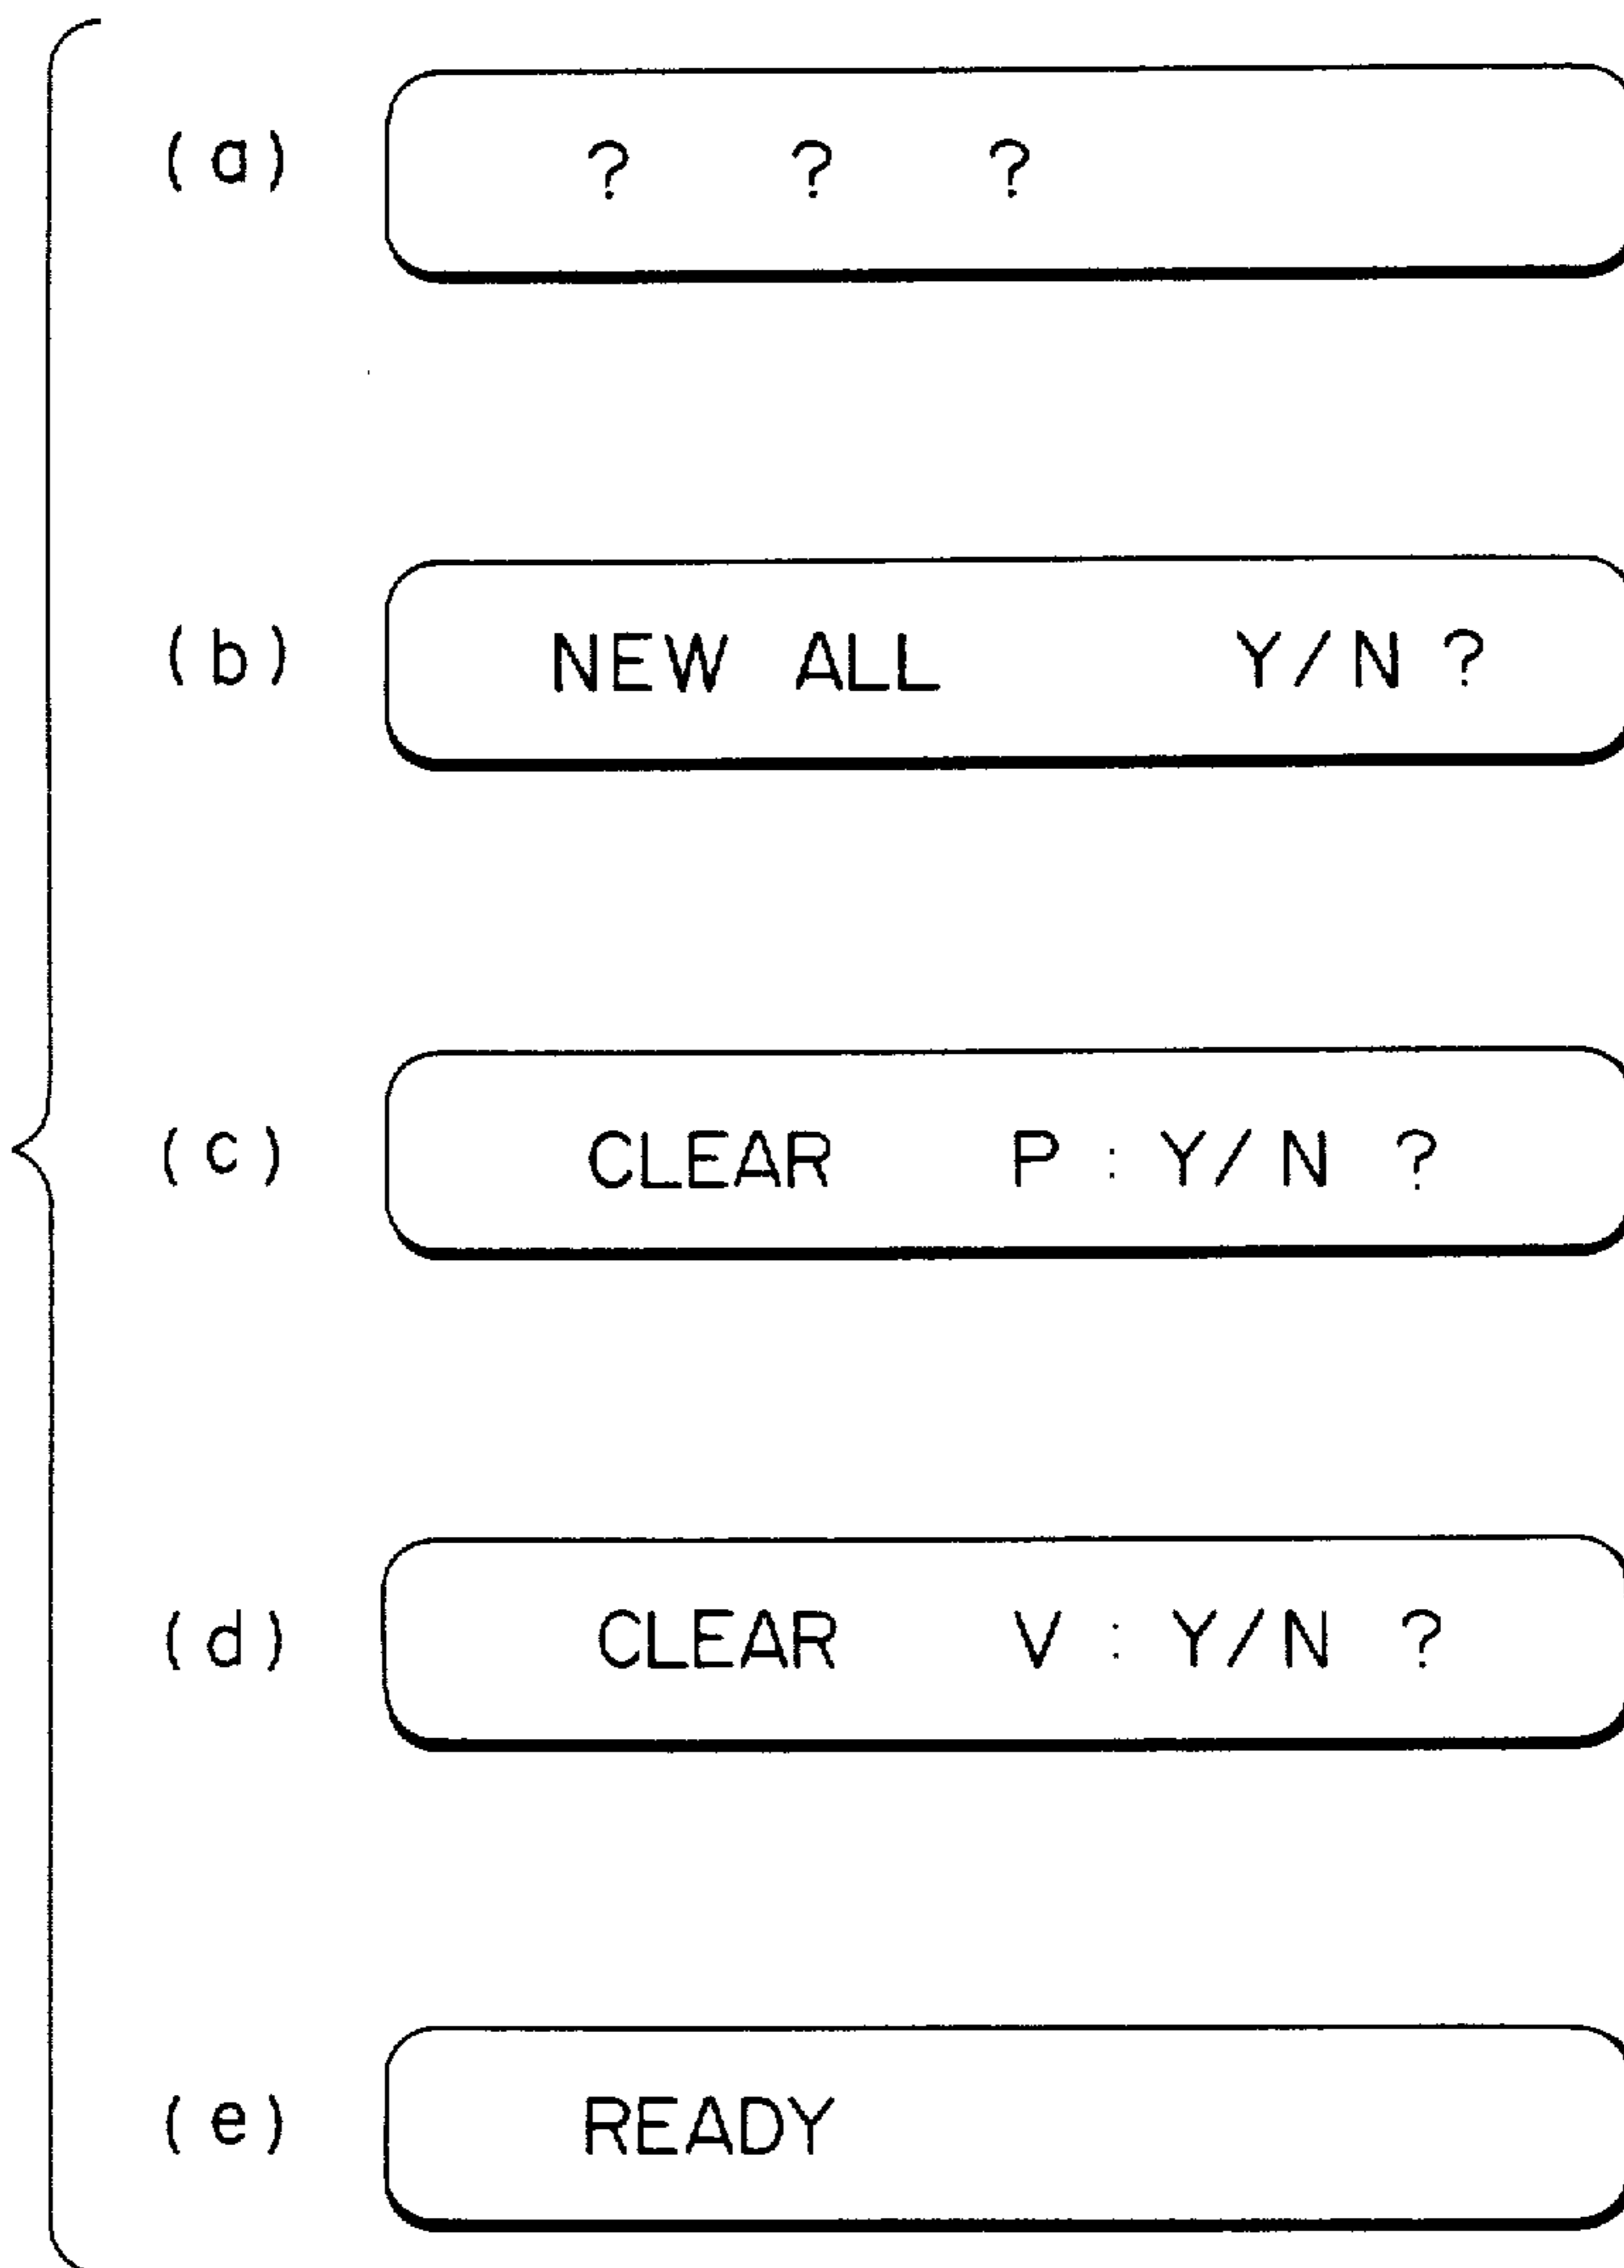 (a) ? ? ?
(b) NEW ALL Y/N ?
(c) CLEAR P : Y/N ?
(d) CLEAR V : Y/N ?
(e) READY